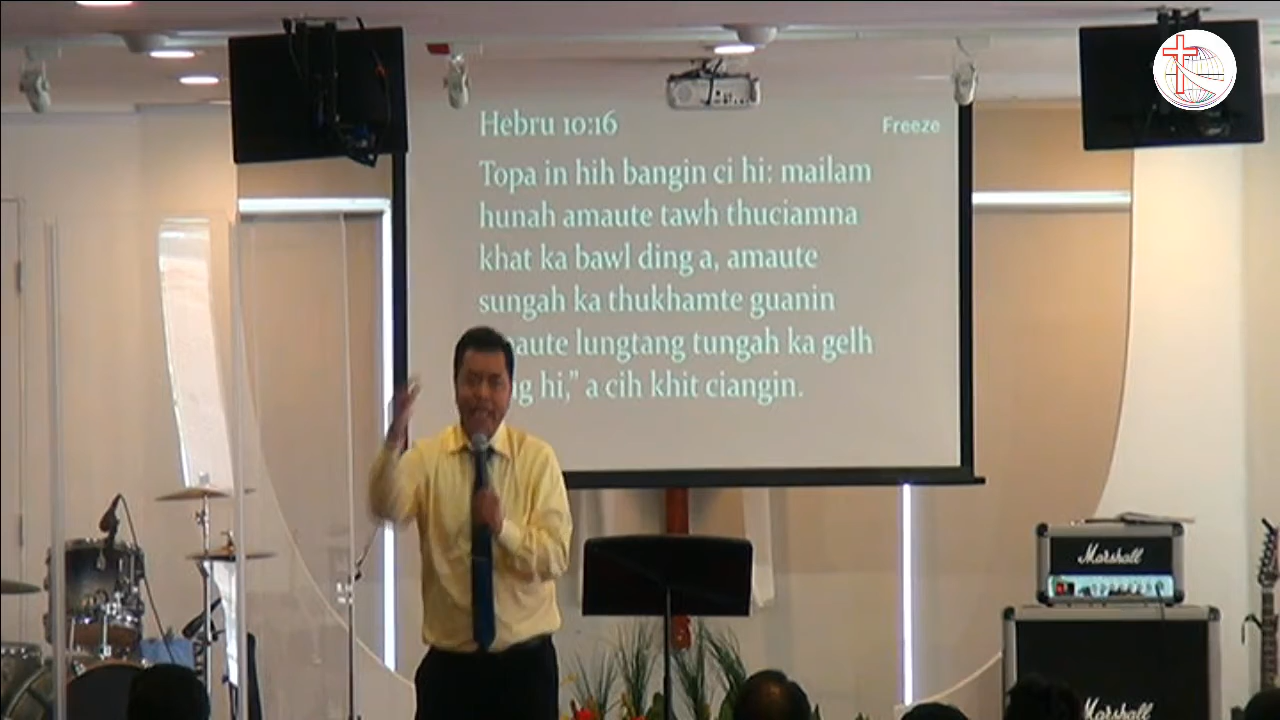 Hebru 10:16
Freeze
Topa in hih bangin ci hi: mailam
hunah amaute tawh thuciamna
khat ka bawl ding a, amaute
sungah ka thukhamte guanin
lungtang tungah ka gelh
hi,” a cih khit ciangin.
Marshall
Marshall